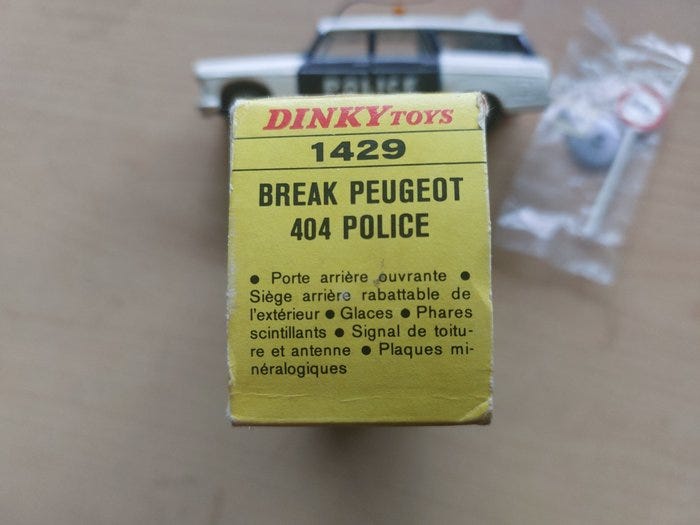 DINKY TOYS
1429
BREAK PEUGEOT
404 POLICE
● Porte arrière ouvrante ●
Siège arrière rabattable de
l'extérieur ● Glaces ● Phares
scintillants ● Signal de toitu-
re et antenne ● Plaques mi-
néralogiques
POLICE